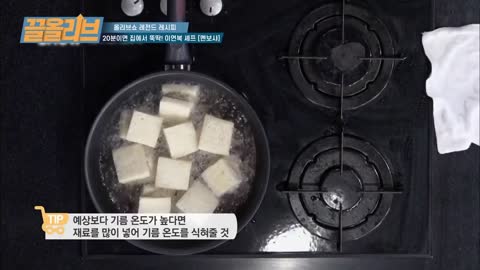 끌올리브
올리브쇼 레전드 레시피
20분이면 집에서 뚝딱! 이연복 셰프 [멘보샤]
TIP
예상보다 기름 온도가 높다면
재료를 많이 넣어 기름 온도를 식혀줄 것